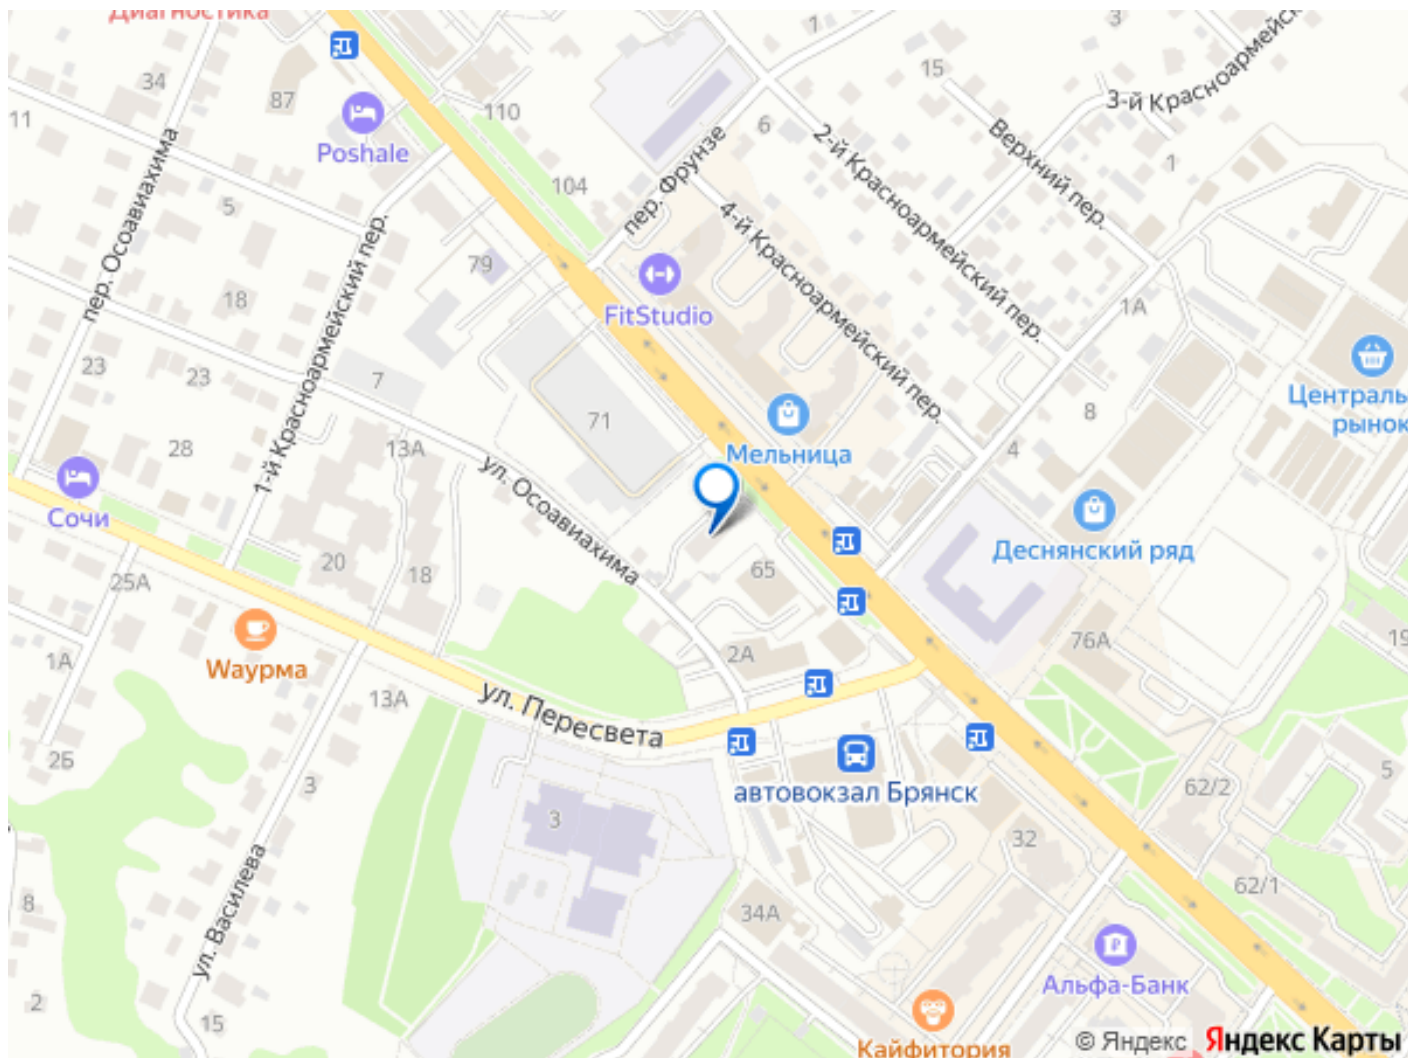 Диагностика
34
11
87
Poshale
110
104
пер. Фрунзе
6
1
15
3
3-й Красноармейск
2-й Красноармейский пер.
Верхний пер.
1
4-й Красноармейский пер.
пер. Осоавиахима
5
18
1-й Красноармейский пер.
79
FitStudio
1А
23
23
7
28
13А
71
Мельница
8
4
Централь
рынок
Сочи
ул. Осоавиахима
Деснянский ряд
25А
20
18
65
76А
19
1А
Wаурма
13А
2А
ул. Пересвета
2Б
3
автовокзал Брянск
62/2
5
3
32
62/1
8
ул. Василева
34А
Альфа-Банк
2
15
Кайфитория
© Яндекс Яндекс Карты